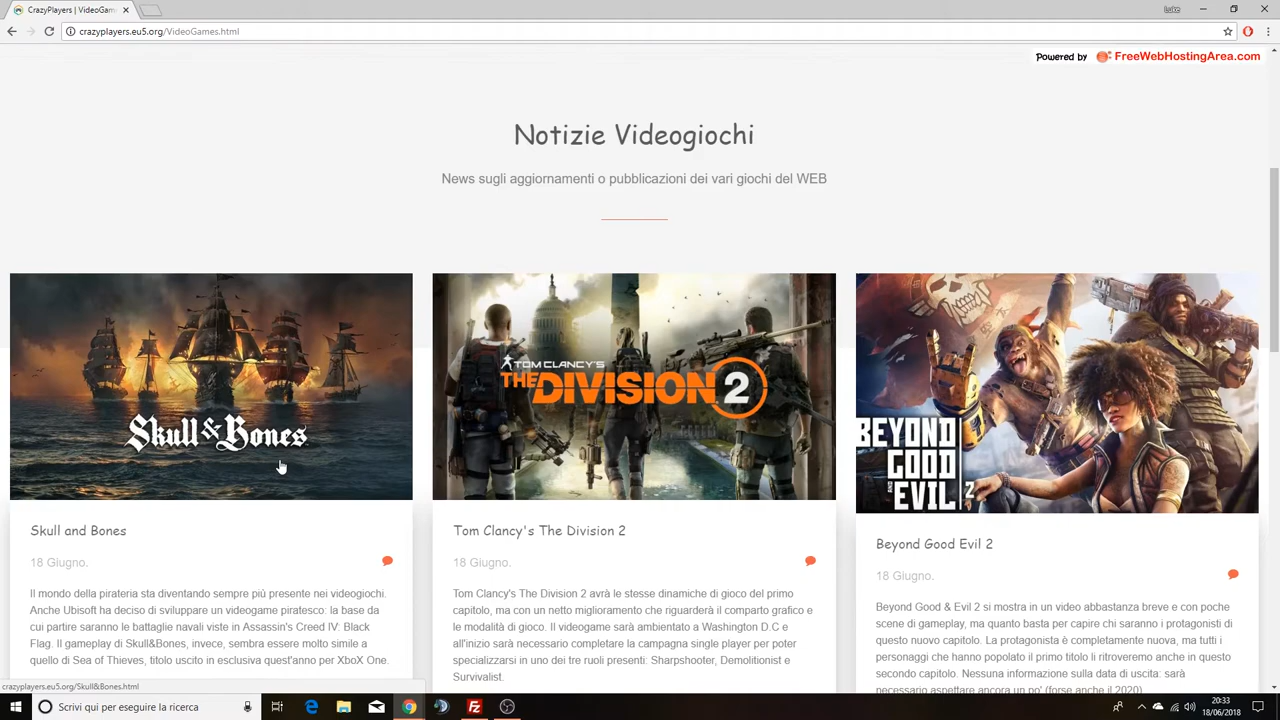 CrazyPlayers | VideoGam
Luke
crazyplayers.eu5.org/VideoGames.html
Powered by FreeWebHostingArea.com
Notizie Videogiochi
News sugli aggiornamenti o pubblicazioni dei vari giochi del WEB
Skull & Bones
TOM CLANCY'S
THE DIVISION 2
BEYOND
GOOD
AND EVIL 2
Skull and Bones
18 Giugno.
Il mondo della pirateria sta diventando sempre più presente nei videogiochi.
Anche Ubisoft ha deciso di sviluppare un videogame piratesco: la base da
cui partire saranno le battaglie navali viste in Assassin's Creed IV: Black
Flag. Il gameplay di Skull&Bones, invece, sembra essere molto simile a
quello di Sea of Thieves, titolo uscito in esclusiva quest'anno per XboX One.
Tom Clancy's The Division 2
18 Giugno.
Tom Clancy's The Division 2 avrà le stesse dinamiche di gioco del primo
capitolo, ma con un netto miglioramento che riguarderà il comparto grafico e
le modalità di gioco. Il videogame sarà ambientato a Washington D.C e
all'inizio sarà necessario completare la campagna single player per poter
specializzarsi in uno dei tre ruoli presenti: Sharpshooter, Demolitionist e
Survivalist.
Beyond Good Evil 2
18 Giugno.
Beyond Good & Evil 2 si mostra in un video abbastanza breve e con poche
scene di gameplay, ma quanto basta per capire chi saranno i protagonisti di
questo nuovo capitolo. La protagonista è completamente nuova, ma tutti i
personaggi che hanno popolato il primo titolo li ritroveremo anche in questo
secondo capitolo. Nessuna informazione sulla data di uscita: sarà
necessario aspettare ancora un po' (forse anche il 2020)
crazyplayers.eu5.org/Skull&Bones.html
Scrivi qui per eseguire la ricerca
20:33
18/06/2018